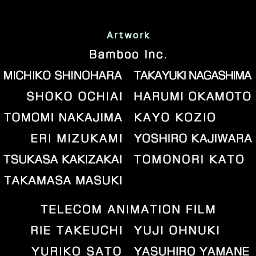 Artwork
Bamboo Inc.
MICHIKO SHINOHARA TAKAYUKI NAGASHIMA
SHOKO OCHIAI HARUMI OKAMOTO
TOMOMI NAKAJIMA KAYO KOZIO
ERI MIZUKAMI YOSHIRO KAJIWARA
TSUKASA KAKIZAKAI TOMONORI KATO
TAKAMASA MASUKI
TELECOM ANIMATION FILM
RIE TAKEUCHI YUJI OHNUKI
YURIKO SATO YASUHIRO YAMANE